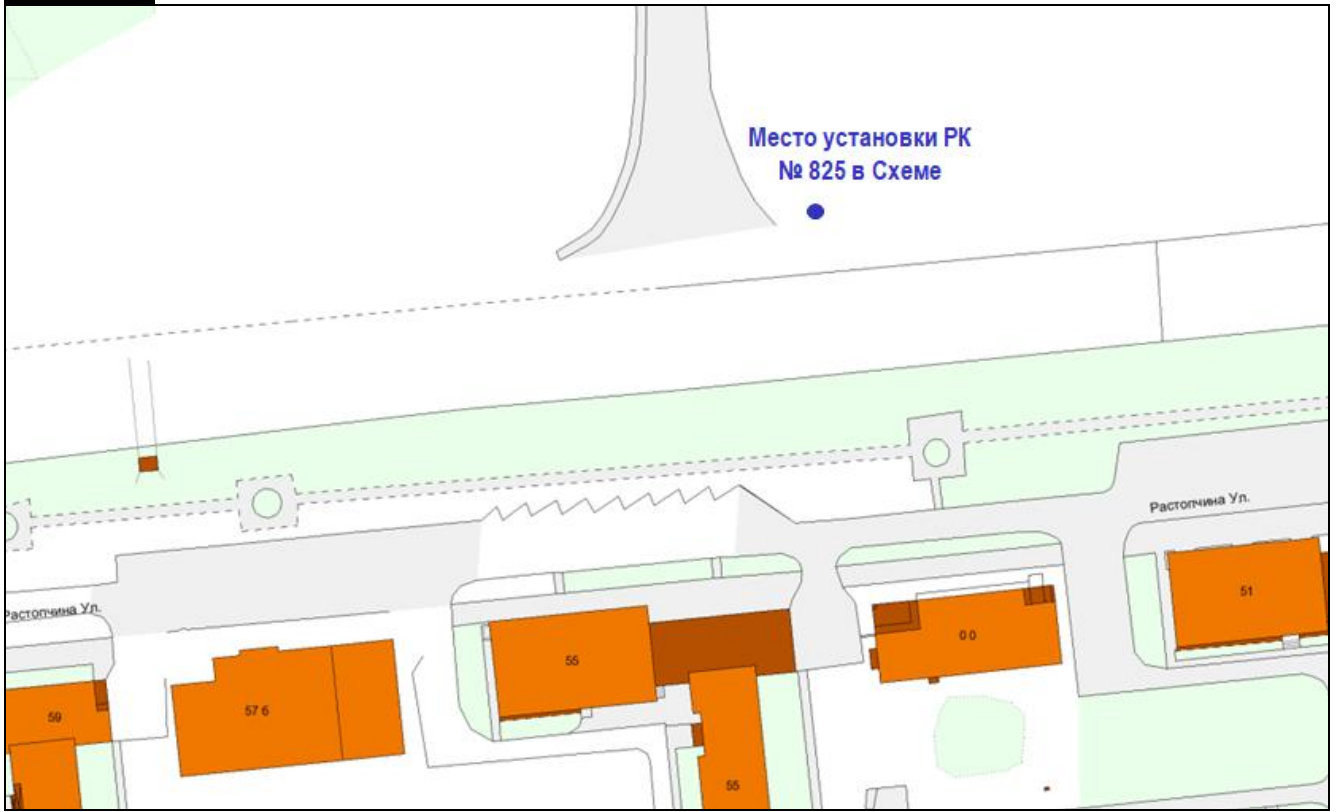 Место установки РК
№ 825 в Схеме
Растопчина Ул.
51
Растопчина Ул.
0 0
55
59
57 б
55